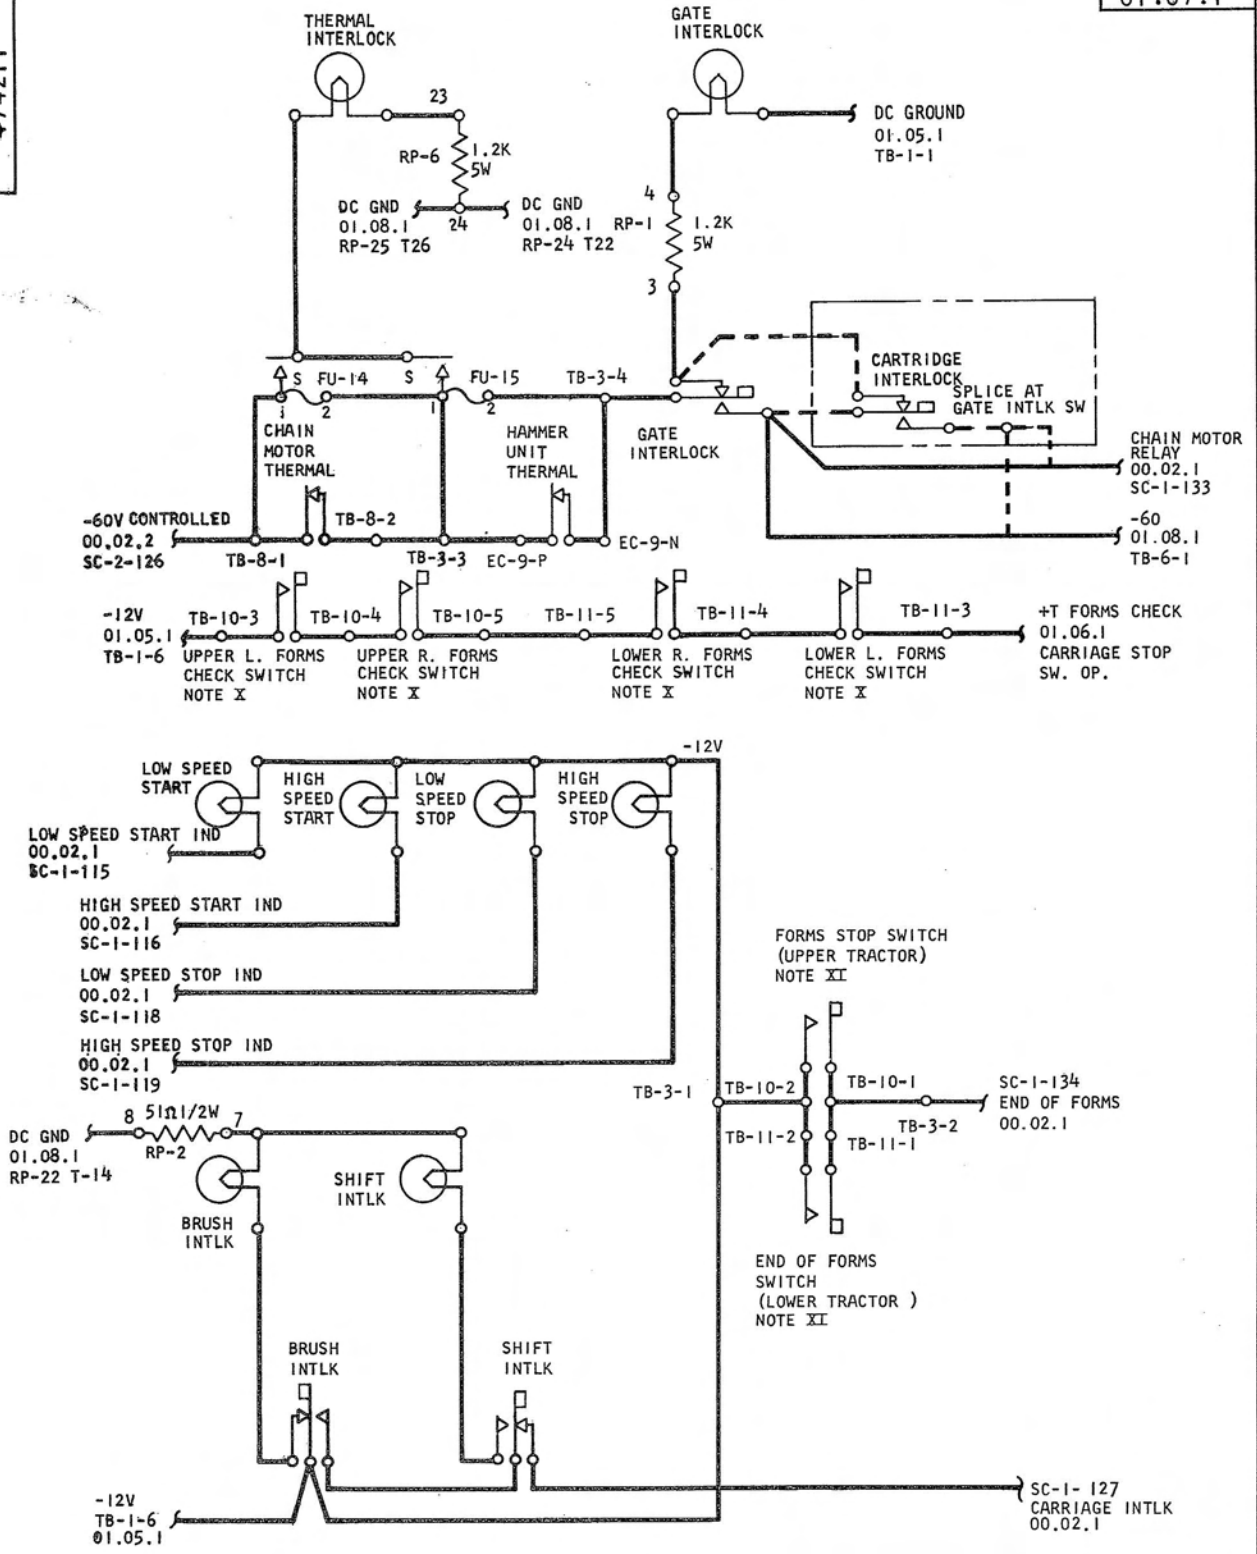 THERMAL
INTERLOCK
GATE
INTERLOCK
23
DC GROUND
01.05.1
TB-1-1
RP-6
1.2K
5W
DC GND
01.08.1
RP-25 T26
24
DC GND
01.08.1
RP-24 T22
4
RP-1
1.2K
5W
3
S
FU-14
S
FU-15
TB-3-4
1
2
1
2
CARTRIDGE
INTERLOCK
SPLICE AT
GATE INTLK SW
CHAIN
MOTOR
THERMAL
HAMMER
UNIT
THERMAL
GATE
INTERLOCK
CHAIN MOTOR
RELAY
00.02.1
SC-1-133
-60V CONTROLLED
00.02.2
SC-2-126
TB-8-2
TB-8-1
TB-3-3
EC-9-P
EC-9-N
-60
01.08.1
TB-6-1
-12V
01.05.1
TB-1-6
TB-10-3
TB-10-4
TB-10-5
TB-11-5
TB-11-4
TB-11-3
+T FORMS CHECK
01.06.1
CARRIAGE STOP
SW. OP.
UPPER L. FORMS
CHECK SWITCH
NOTE X
UPPER R. FORMS
CHECK SWITCH
NOTE X
LOWER R. FORMS
CHECK SWITCH
NOTE X
LOWER L. FORMS
CHECK SWITCH
NOTE X
-12V
LOW SPEED
START
HIGH
SPEED
START
LOW
SPEED
STOP
HIGH
SPEED
STOP
LOW SPEED START IND
00.02.1
SC-1-115
HIGH SPEED START IND
00.02.1
SC-1-116
LOW SPEED STOP IND
00.02.1
SC-1-118
HIGH SPEED STOP IND
00.02.1
SC-1-119
FORMS STOP SWITCH
(UPPER TRACTOR)
NOTE XI
TB-3-1
TB-10-2
TB-10-1
TB-3-2
SC-1-134
END OF FORMS
00.02.1
TB-11-2
TB-11-1
DC GND
01.08.1
RP-22 T-14
8
51Ω1/2W
7
RP-2
BRUSH
INTLK
SHIFT
INTLK
END OF FORMS
SWITCH
(LOWER TRACTOR )
NOTE XI
BRUSH
INTLK
SHIFT
INTLK
-12V
TB-1-6
01.05.1
SC-1- 127
CARRIAGE INTLK
00.02.1